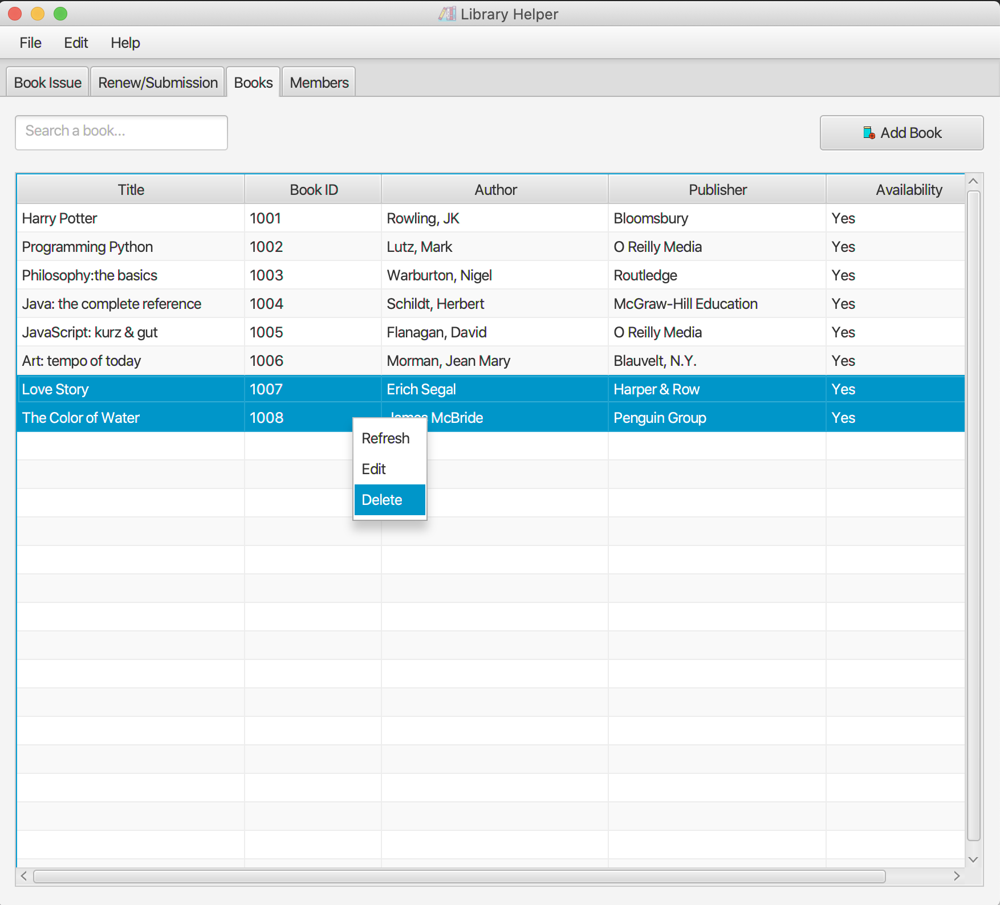 Library Helper
File Edit Help
Book Issue Renew/Submission Books Members
Search a book... Add Book
Title Book ID Author Publisher Availability
Harry Potter 1001 Rowling, JK Bloomsbury Yes
Programming Python 1002 Lutz, Mark O Reilly Media Yes
Philosophy:the basics 1003 Warburton, Nigel Routledge Yes
Java: the complete reference 1004 Schildt, Herbert McGraw-Hill Education Yes
JavaScript: kurz & gut 1005 Flanagan, David O Reilly Media Yes
Art: tempo of today 1006 Morman, Jean Mary Blauvelt, N.Y. Yes
Love Story 1007 Erich Segal Harper & Row Yes
The Color of Water 1008 James McBride Penguin Group Yes
Refresh
Edit
Delete